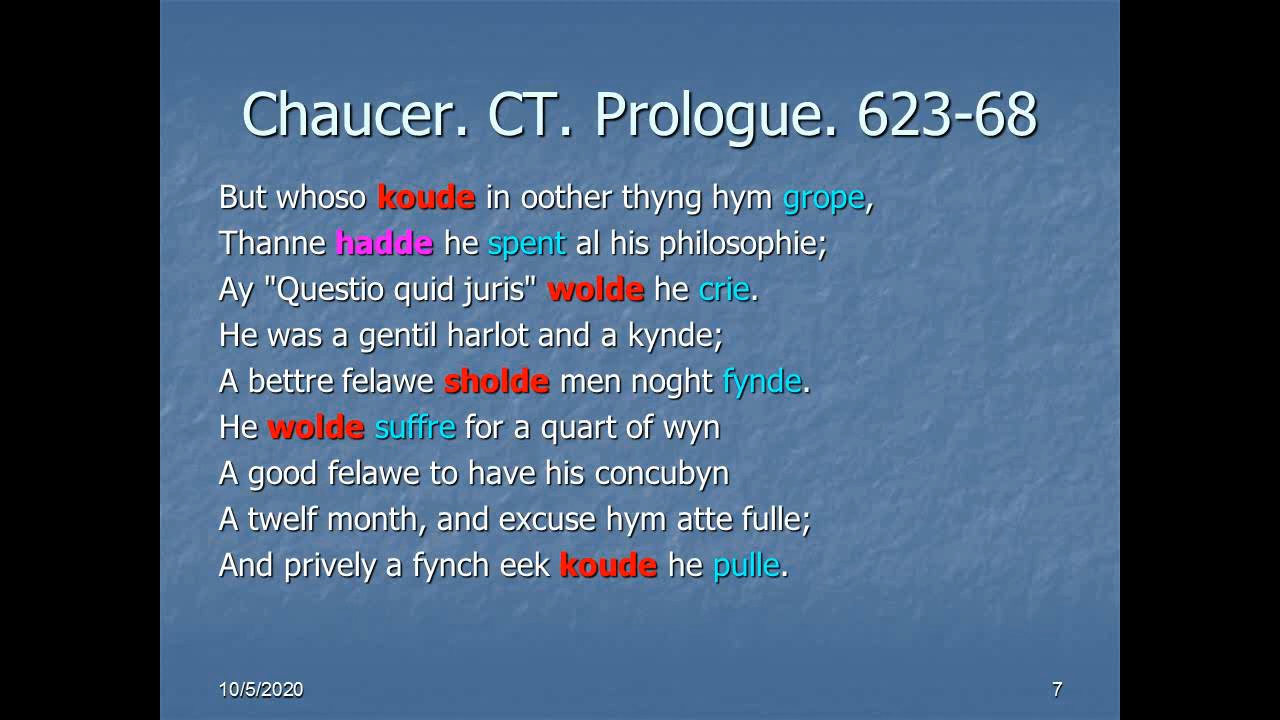 Chaucer. CT. Prologue. 623-68
But whoso koude in oother thyng hym grope,
Thanne hadde he spent al his philosophie;
Ay "Questio quid juris" wolde he crie.
He was a gentil harlot and a kynde;
A bettre felawe sholde men noght fynde.
He wolde suffre for a quart of wyn
A good felawe to have his concubyn
A twelf month, and excuse hym atte fulle;
And prively a fynch eek koude he pulle.
10/5/2020
7